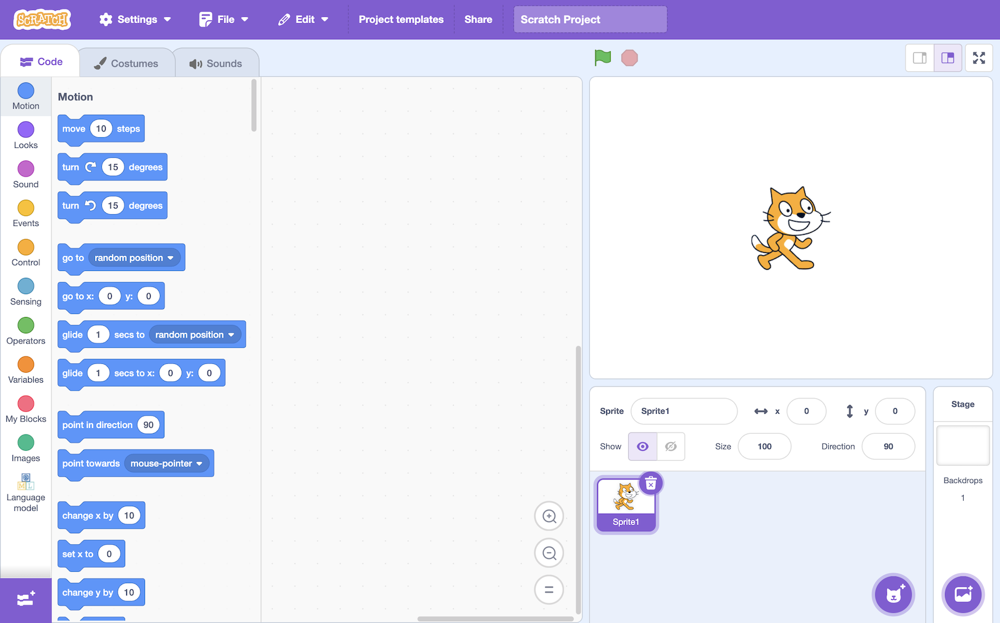 SCRATCH
Settings
File
Edit
Project templates
Share
Scratch Project
Code
Costumes
Sounds
Motion
Looks
Sound
Events
Control
Sensing
Operators
Variables
My Blocks
Images
ML
Language
model
Motion
move 10 steps
turn 15 degrees
turn 15 degrees
go to random position
go to x: 0 y: 0
glide 1 secs to random position
glide 1 secs to x: 0 y: 0
point in direction 90
point towards mouse-pointer
change x by 10
set x to 0
change y by 10
Sprite Sprite1 x 0 y 0
Show Size 100 Direction 90
Sprite1
Stage
Backdrops
1